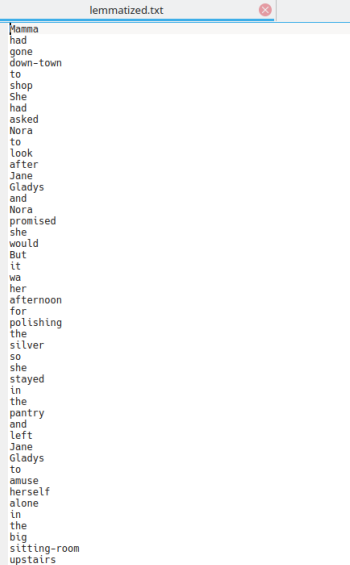 lemmatized.txt
Mamma
had
gone
down-town
to
shop
She
had
asked
Nora
to
look
after
Jane
Gladys
and
Nora
promised
she
would
But
it
wa
her
afternoon
for
polishing
the
silver
so
she
stayed
in
the
pantry
and
left
Jane
Gladys
to
amuse
herself
alone
in
the
big
sitting-room
upstairs